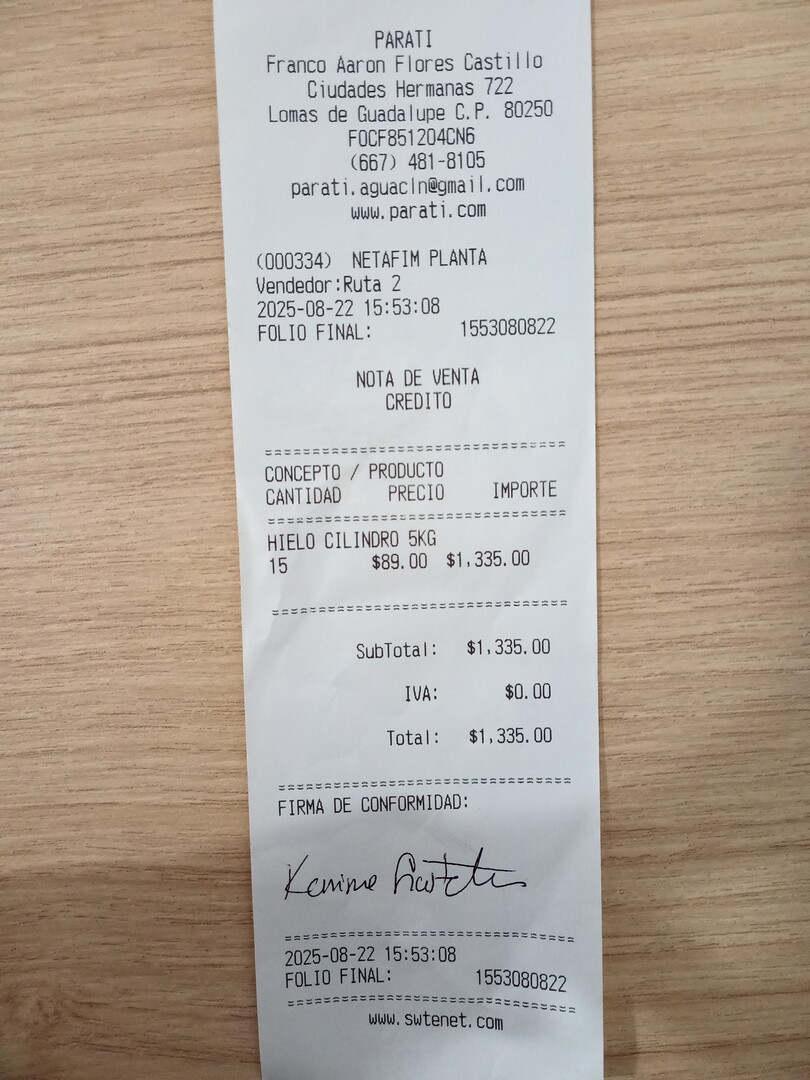 PARATI
Franco Aaron Flores Castillo
Ciudades Hermanas 722
Lomas de Guadalupe C.P. 80250
FOCF851204CN6
(667) 481-8105
parati.aguacln@gmail.com
www.parati.com
(000334) NETAFIM PLANTA
Vendedor:Ruta 2
2025-08-22 15:53:08
FOLIO FINAL: 1553080822
NOTA DE VENTA
CREDITO
================================
CONCEPTO / PRODUCTO
CANTIDAD PRECIO IMPORTE
================================
HIELO CILINDRO 5KG
15 $89.00 $1,335.00
================================
SubTotal: $1,335.00
IVA: $0.00
Total: $1,335.00
================================
FIRMA DE CONFORMIDAD:
================================
2025-08-22 15:53:08
FOLIO FINAL: 1553080822
================================
www.swtenet.com